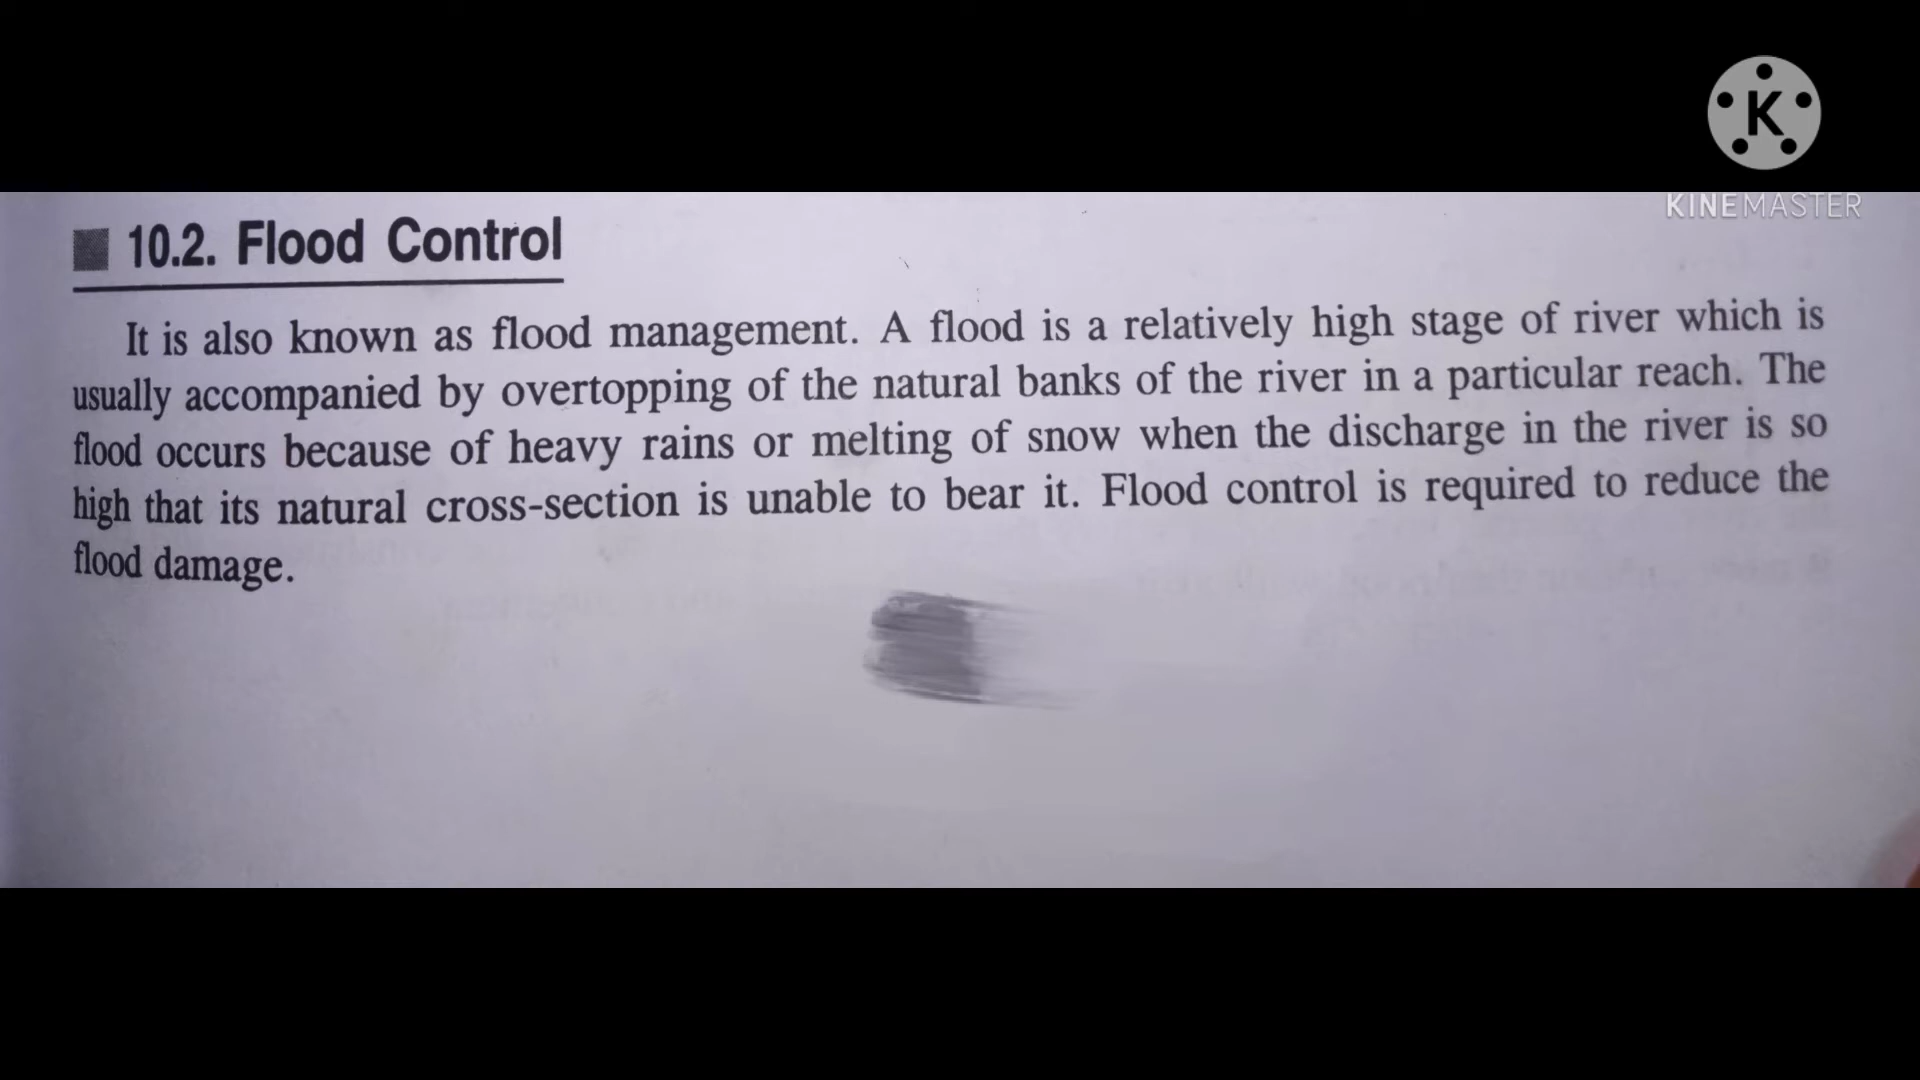 K
KINEMASTER
10.2. Flood Control
It is also known as flood management. A flood is a relatively high stage of river which is
usually accompanied by overtopping of the natural banks of the river in a particular reach. The
flood occurs because of heavy rains or melting of snow when the discharge in the river is so
high that its natural cross-section is unable to bear it. Flood control is required to reduce the
flood damage.